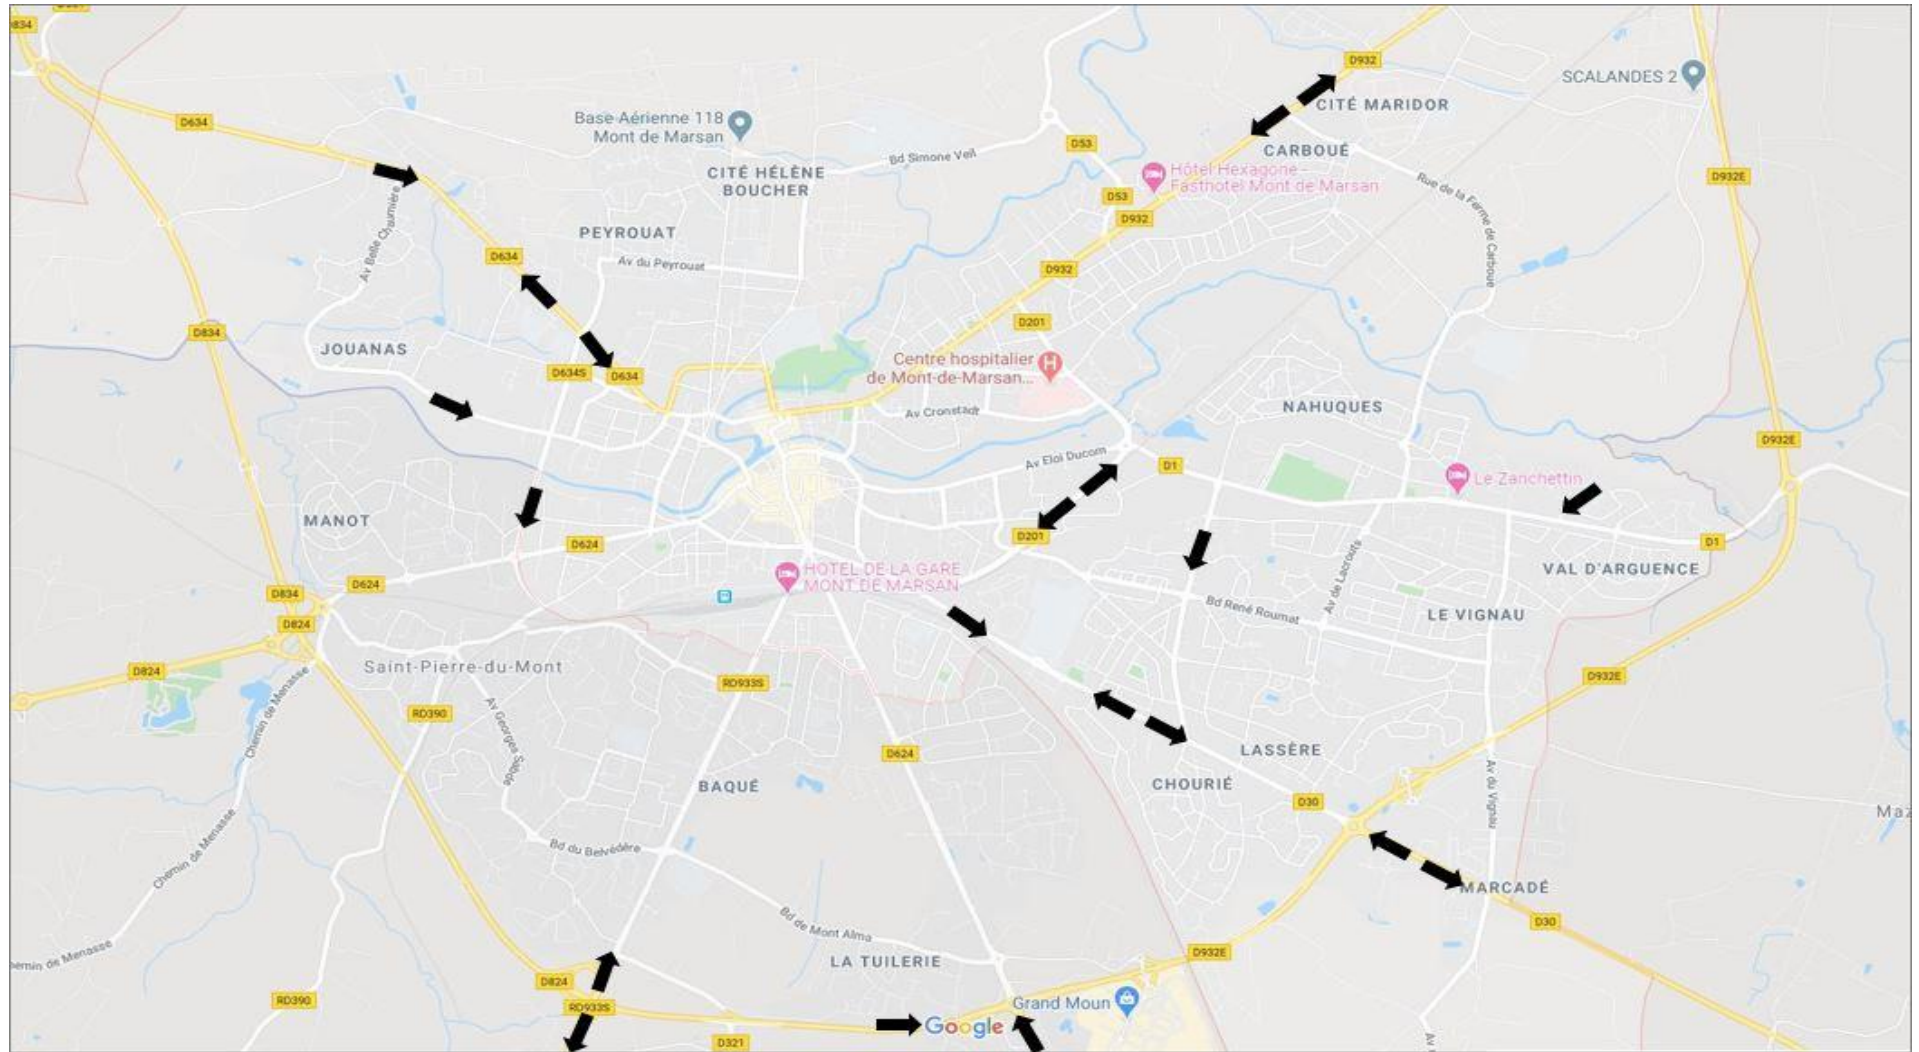 D834
D932
SCALANDES 2
CITÉ MARIDOR
D634
Base Aérienne 118
Mont de Marsan
D53
CARBOUÉ
Bd Simone Veil
CITÉ HÉLÈNE
BOUCHER
Hôtel Hexagone -
Fasthotel Mont de Marsan
D932E
Rue de la Ferme de Carboue
D53
D932
Av Belle Chaumière
PEYROUAT
D634
Av du Peyrouat
D932
D201
D834
JOUANAS
D634S
D634
Centre hospitalier
de Mont-de-Marsan...
Av Cronstadt
NAHUQUES
D932E
Av Eloi Ducom
D1
Le Zanchettin
MANOT
D624
D201
D1
HOTEL DE LA GARE
MONT DE MARSAN
VAL D'ARGUENCE
D624
D834
Av de Lacrouts
Bd René Roumat
LE VIGNAU
D824
Saint-Pierre-du-Mont
D824
RD933S
D932E
Chemin de Menasse
RD390
Av Georges Sabde
D624
LASSÈRE
BAQUÉ
CHOURIÉ
D30
Av du Vignau
Maz
Chemin de Menasse
Bd du Belvédère
MARCADÉ
Bd de Mont Alma
D30
emin de Menasse
LA TUILERIE
D932E
D824
RD390
RD933S
Grand Moun
Google
D321
Av